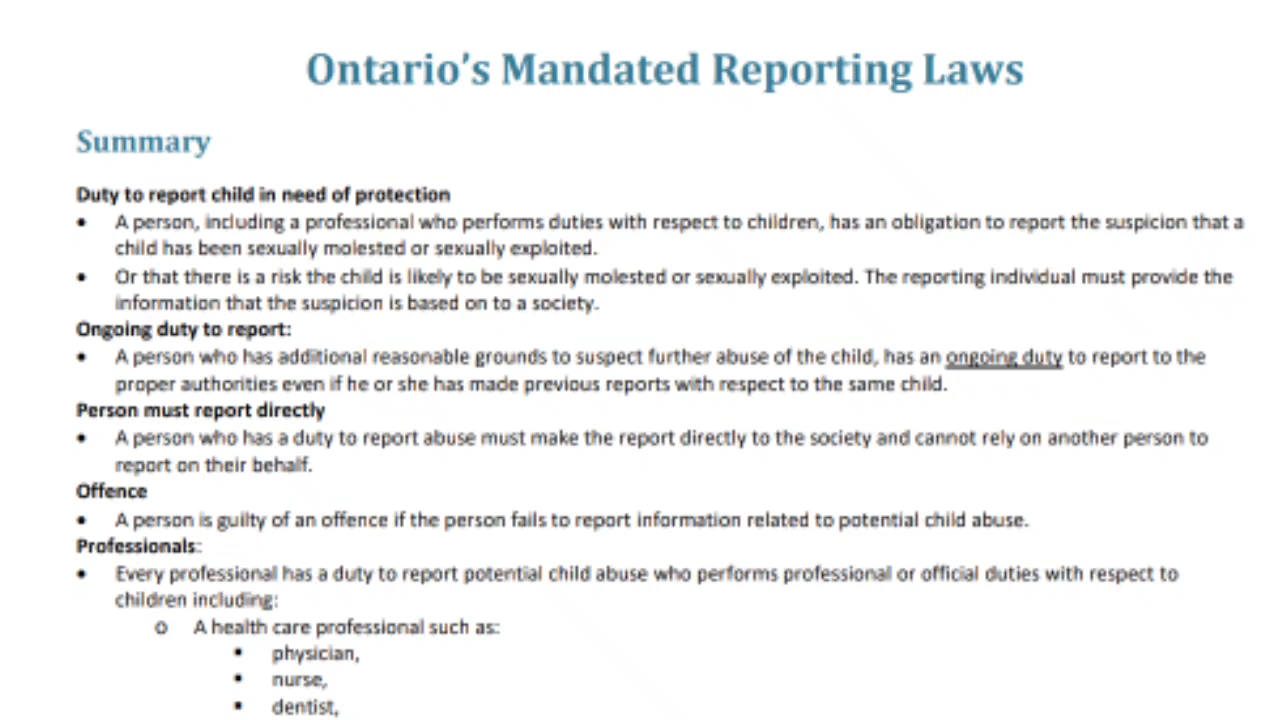 Ontario's Mandated Reporting Laws
Summary
Duty to report child in need of protection
• A person, including a professional who performs duties with respect to children, has an obligation to report the suspicion that a
child has been sexually molested or sexually exploited.
• Or that there is a risk the child is likely to be sexually molested or sexually exploited. The reporting individual must provide the
information that the suspicion is based on to a society.
Ongoing duty to report:
• A person who has additional reasonable grounds to suspect further abuse of the child, has an ongoing duty to report to the
proper authorities even if he or she has made previous reports with respect to the same child.
Person must report directly
• A person who has a duty to report abuse must make the report directly to the society and cannot rely on another person to
report on their behalf.
Offence
• A person is guilty of an offence if the person fails to report information related to potential child abuse.
Professionals:
• Every professional has a duty to report potential child abuse who performs professional or official duties with respect to
children including:
o A health care professional such as:
▪ physician,
▪ nurse,
▪ dentist,